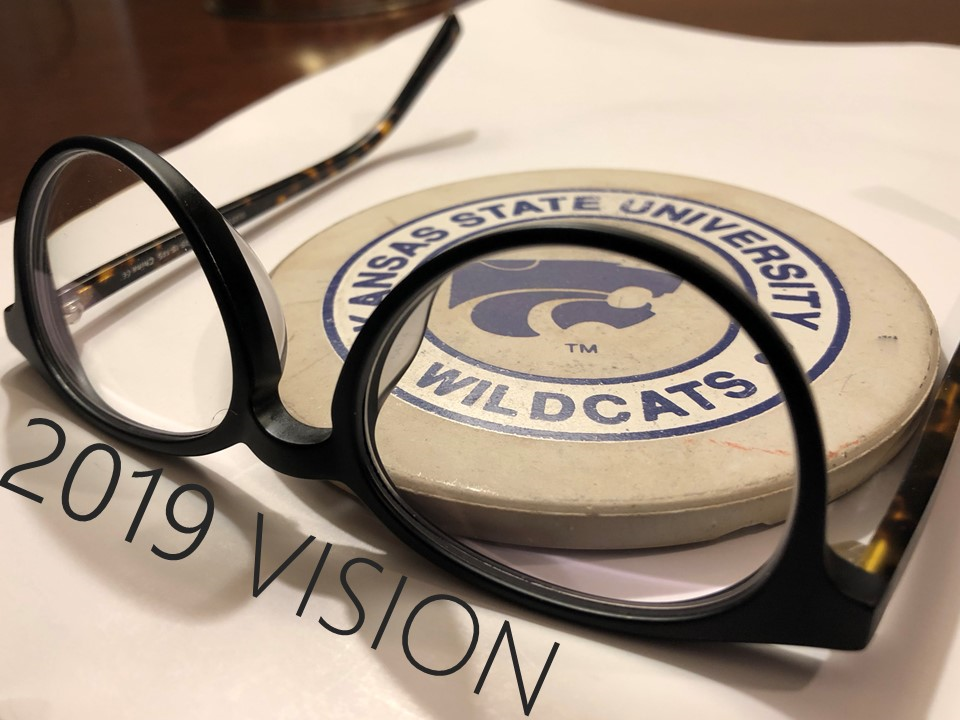 KANSAS STATE UNIVERSITY
TM
WILDCATS
2019 VISION